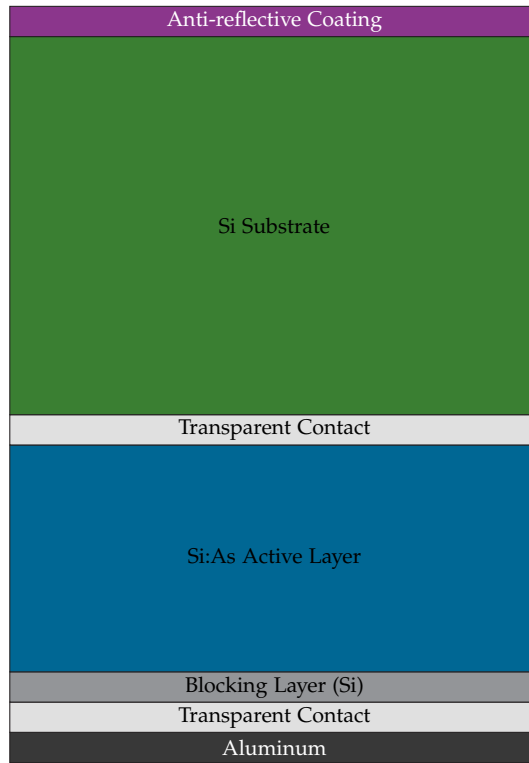 Anti-reflective Coating
Si Substrate
Transparent Contact
Si:As Active Layer
Blocking Layer (Si)
Transparent Contact
Aluminum